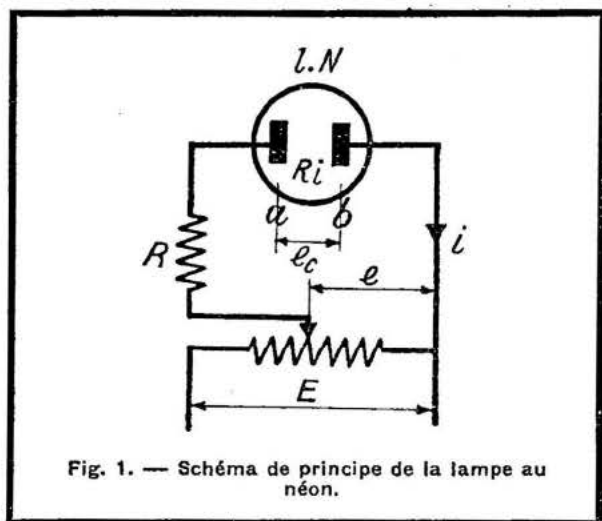 l.N
Ri
a
b
ec
R
e
i
E
Fig. 1. — Schéma de principe de la lampe au
néon.